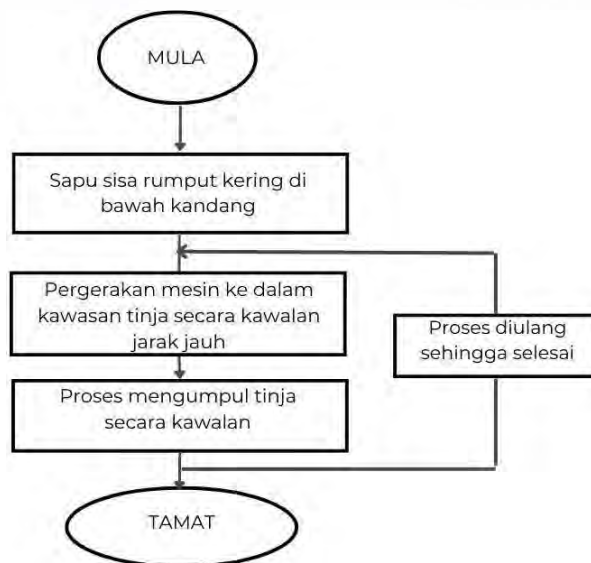 MULA
Sapu sisa rumput kering di
bawah kandang
Pergerakan mesin ke dalam
kawasan tinja secara kawalan
jarak jauh
Proses diulang
sehingga selesai
Proses mengumpul tinja
secara kawalan
TAMAT